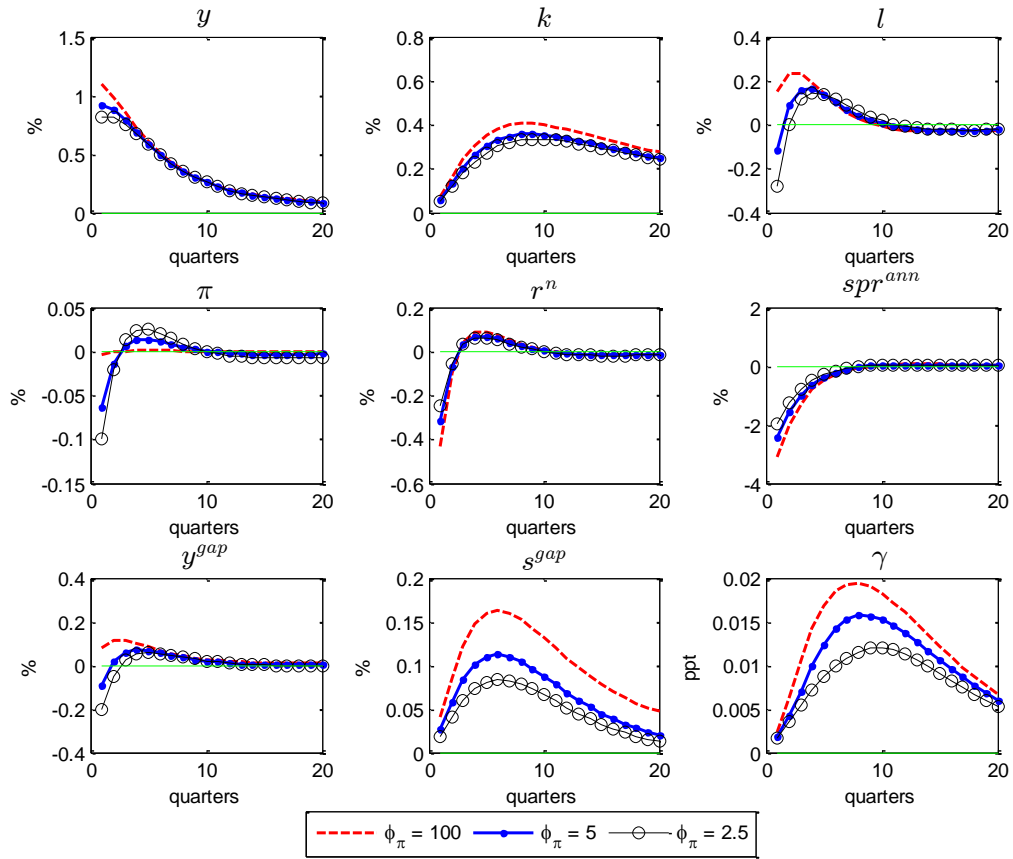 y
k
l
1.5
1
0.5
0
%
0 10 20
quarters
0.8
0.6
0.4
0.2
0
%
0 10 20
quarters
0.4
0.2
0
-0.2
-0.4
%
0 10 20
quarters
π
r^n
spr^ann
0.05
0
-0.05
-0.1
-0.15
%
0 10 20
quarters
0.2
0
-0.2
-0.4
-0.6
%
0 10 20
quarters
2
0
-2
-4
%
0 10 20
quarters
y^gap
s^gap
γ
0.4
0.2
0
-0.2
-0.4
%
0 10 20
quarters
0.2
0.15
0.1
0.05
0
%
0 10 20
quarters
0.02
0.015
0.01
0.005
0
ppt
0 10 20
quarters
ϕ_π = 100 ϕ_π = 5 ϕ_π = 2.5